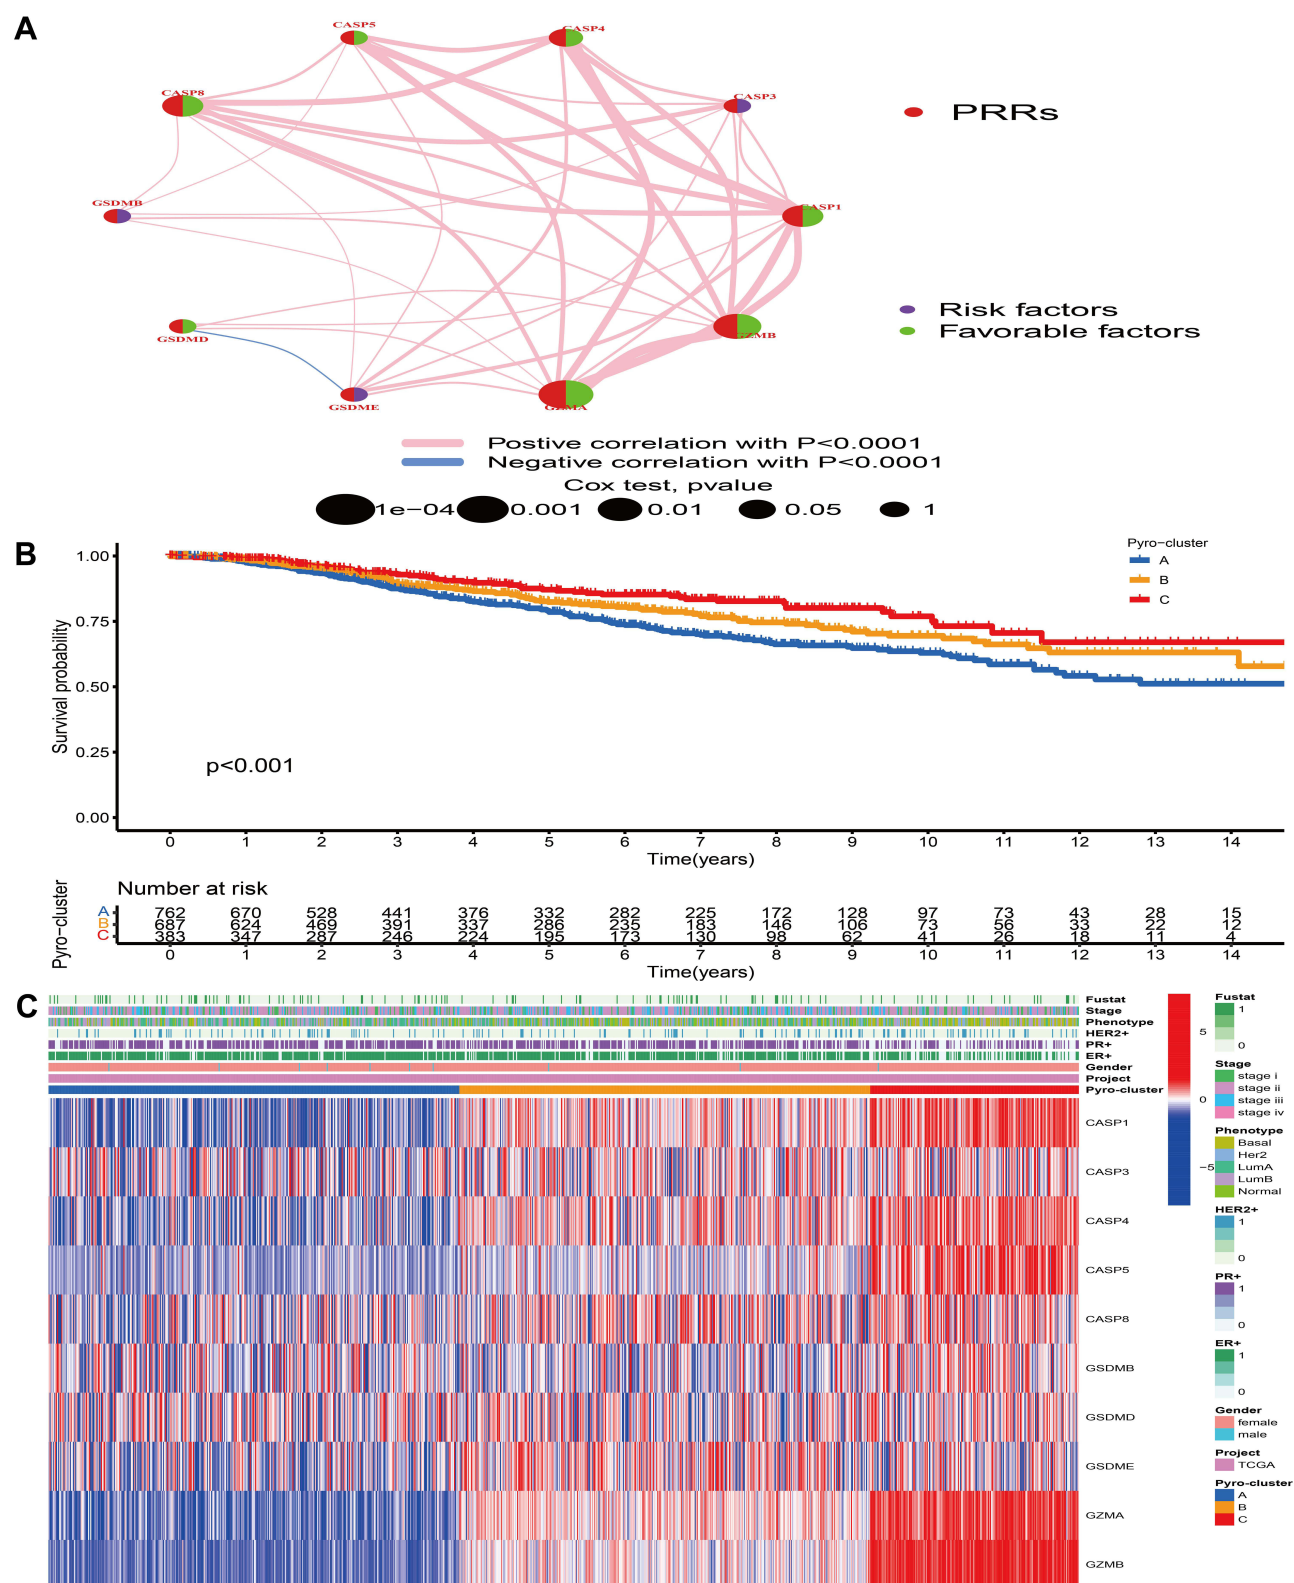 A
CASP5
CASP4
CASP8
CASP3
PRRs
GSDMB
CASP1
Risk factors
Favorable factors
GSDMD
GZMB
GSDME
GZMA
Postive correlation with P<0.0001
Negative correlation with P<0.0001
Cox test, pvalue
1e−04 0.001 0.01 0.05 1
B
Pyro−cluster
A
B
C
Survival probability
1.00
0.75
0.50
0.25
0.00
p<0.001
0 1 2 3 4 5 6 7 8 9 10 11 12 13 14
Time(years)
Number at risk
Pyro−cluster
A 762 670 528 441 376 332 282 225 172 128 97 73 43 28 15
B 687 624 469 391 337 286 235 183 146 106 73 56 33 22 12
C 383 347 287 246 224 195 173 130 98 62 41 26 18 11 4
0 1 2 3 4 5 6 7 8 9 10 11 12 13 14
Time(years)
C
Fustat
Stage
Phenotype
HER2+
PR+
ER+
Gender
Project
Pyro-cluster
CASP1
CASP3
CASP4
CASP5
CASP8
GSDMB
GSDMD
GSDME
GZMA
GZMB
5
0
−5
Fustat
1
0
Stage
stage i
stage ii
stage iii
stage iv
Phenotype
Basal
Her2
LumA
LumB
Normal
HER2+
1
0
PR+
1
0
ER+
1
0
Gender
female
male
Project
TCGA
Pyro-cluster
A
B
C